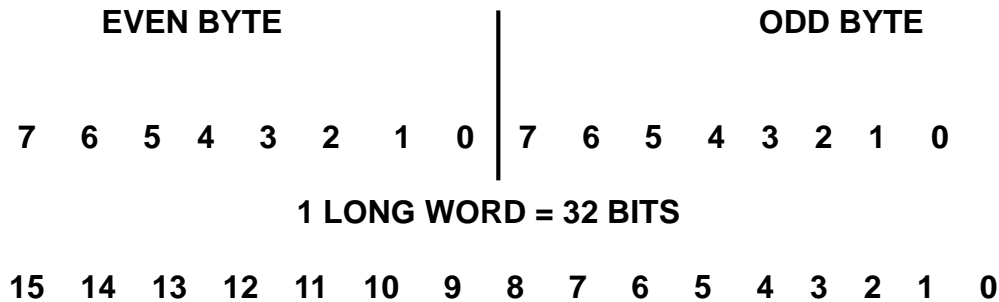 EVEN BYTE ODD BYTE
7 6 5 4 3 2 1 0 7 6 5 4 3 2 1 0
1 LONG WORD = 32 BITS
15 14 13 12 11 10 9 8 7 6 5 4 3 2 1 0